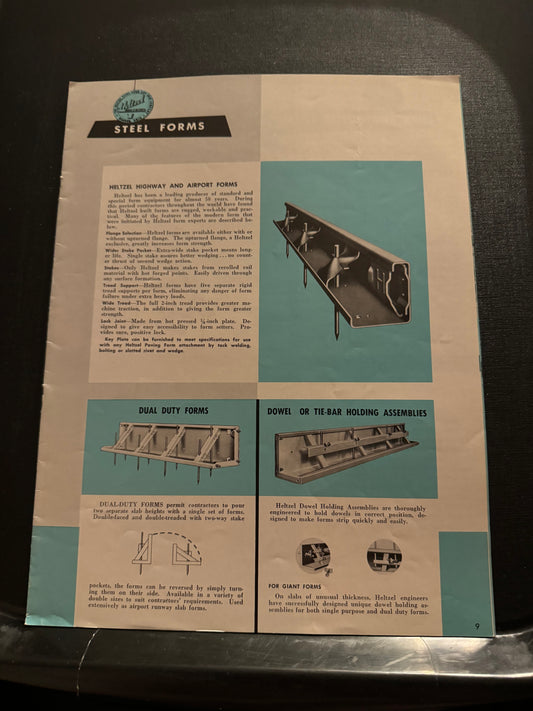 Heltzel
STEEL FORMS
HELTZEL HIGHWAY AND AIRPORT FORMS
Heltzel has been a leading producer of standard and
special form equipment for almost 50 years. During
this period contractors throughout the world have found
that Heltzel built forms are rugged, workable and prac-
tical. Many of the features of the modern form that
were initiated by Heltzel form experts are described be-
low.
Flange Selection—Heltzel forms are available either with or
without upturned flange. The upturned flange, a Heltzel
exclusive, greatly increases form strength.
Wider Stake Pocket—Extra-wide stake pocket means long-
er life. Single stake assures better wedging . . . no count-
er thrust of second wedge action.
Stakes—Only Heltzel makes stakes from rerolled rail
material with hot forged points. Easily driven through
any surface formation.
Tread Support—Heltzel forms have five separate rigid
tread supports per form, eliminating any danger of form
failure under extra heavy loads.
Wide Tread—The full 2-inch tread provides greater ma-
chine traction, in addition to giving the form greater
strength.
Lock Joint—Made from hot pressed ¼-inch plate. De-
signed to give easy accessibility to form setters. Pro-
vides sure, positive lock.
Key Plate can be furnished to meet specifications for use
with any Heltzel Paving Form attachment by tack welding,
bolting or slotted rivet and wedge.
DUAL DUTY FORMS
DUAL-DUTY FORMS permit contractors to pour
two separate slab heights with a single set of forms.
Double-faced and double-treaded with two-way stake
pockets, the forms can be reversed by simply turn-
ing them on their side. Available in a variety of
double sizes to suit contractors' requirements. Used
extensively as airport runway slab forms.
DOWEL OR TIE-BAR HOLDING ASSEMBLIES
Heltzel Dowel Holding Assemblies are thoroughly
engineered to hold dowels in correct position, de-
signed to make forms strip quickly and easily.
FOR GIANT FORMS
On slabs of unusual thickness, Heltzel engineers
have successfully designed unique dowel holding as-
semblies for both single purpose and dual duty forms.
9